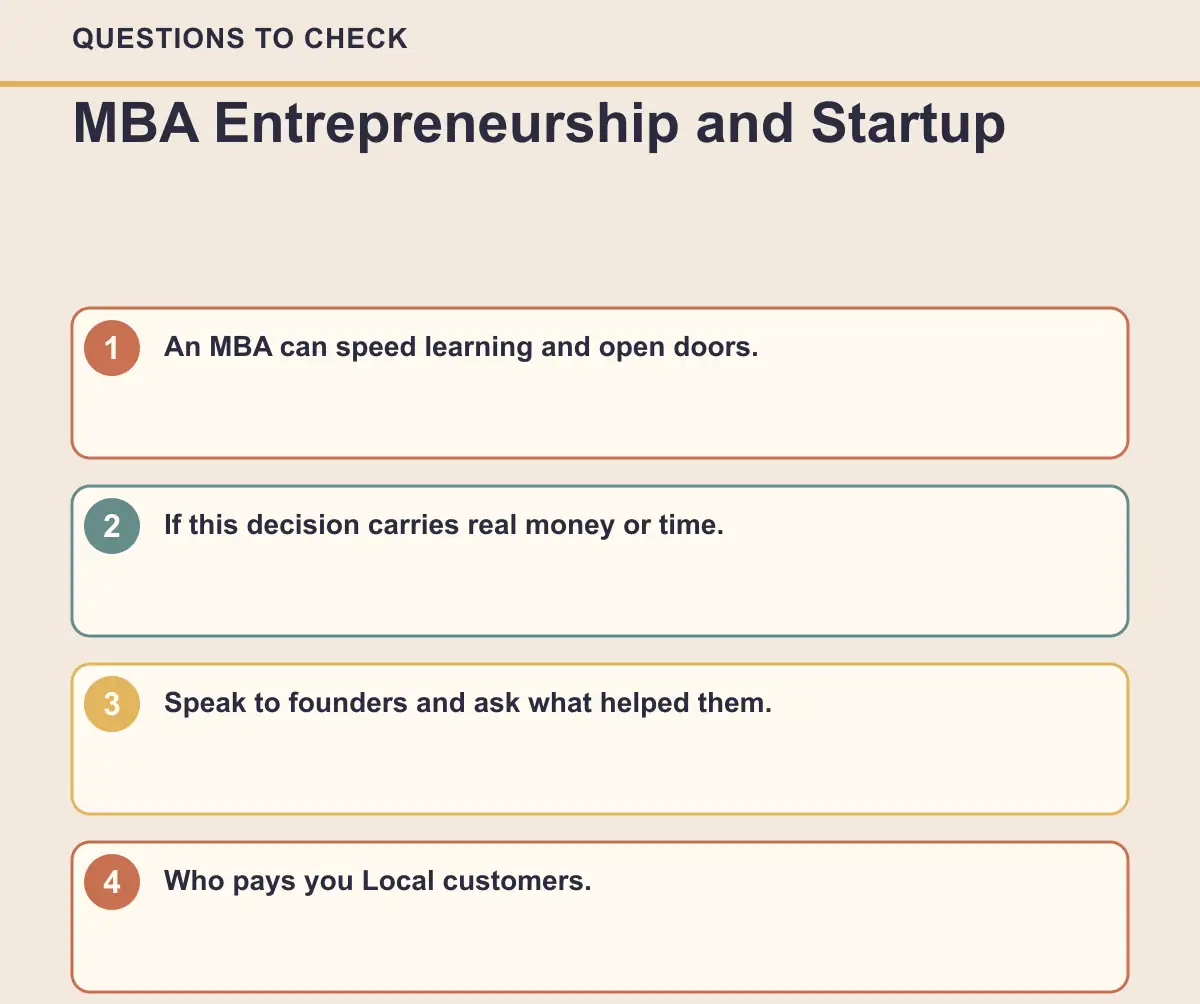 QUESTIONS TO CHECK
MBA Entrepreneurship and Startup
1 An MBA can speed learning and open doors.
2 If this decision carries real money or time.
3 Speak to founders and ask what helped them.
4 Who pays you Local customers.